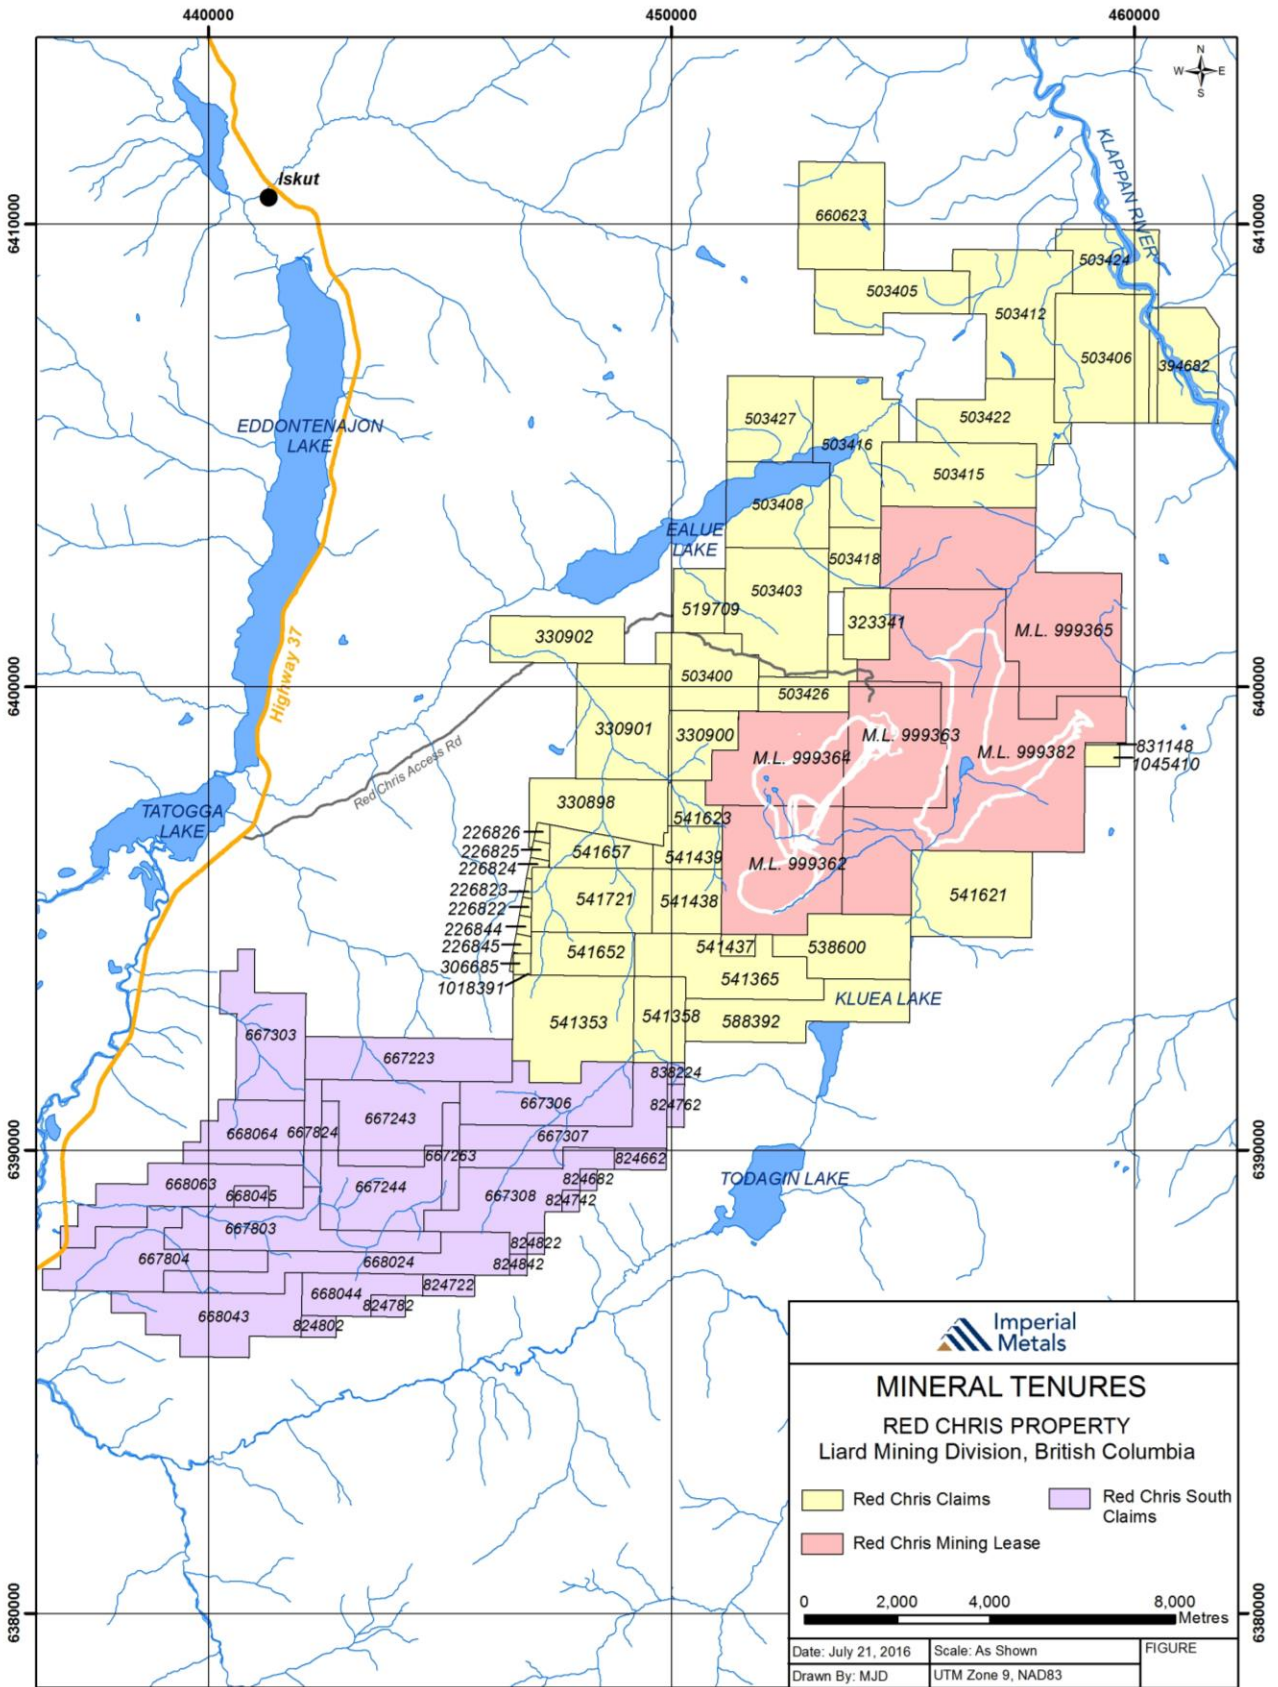 440000
450000
460000
N
W
E
S
KLAPPAN RIVER
Iskut
6410000
6410000
660623
503424
503405
503412
503406
394682
503427
503422
EDDONTENAJON
LAKE
503416
503415
503408
EALUE
LAKE
503418
503403
519709
323341
330902
M.L. 999365
Highway 37
503400
6400000
6400000
503426
330901
330900
M.L. 999363
M.L. 999364
M.L. 999382
831148
1045410
Red Chris Access Rd
330898
TATOGGA
LAKE
541623
226826
226825
541657
541439
226824
M.L. 999362
226823
541721
541438
541621
226822
226844
226845
541652
541437
538600
306685
541365
1018391
KLUEA LAKE
541353
541358
588392
667303
667223
838224
667306
824762
667243
668064
667824
667307
6390000
6390000
667263
824662
668063
824682
TODAGIN LAKE
667244
668045
667308
824742
667803
824822
667804
668024
824842
824722
668044
824782
668043
824802
Imperial
Metals
MINERAL TENURES
RED CHRIS PROPERTY
Liard Mining Division, British Columbia
Red Chris Claims
Red Chris South
Claims
Red Chris Mining Lease
6380000
6380000
0
2,000
4,000
8,000
Metres
Date: July 21, 2016
Scale: As Shown
FIGURE
Drawn By: MJD
UTM Zone 9, NAD83